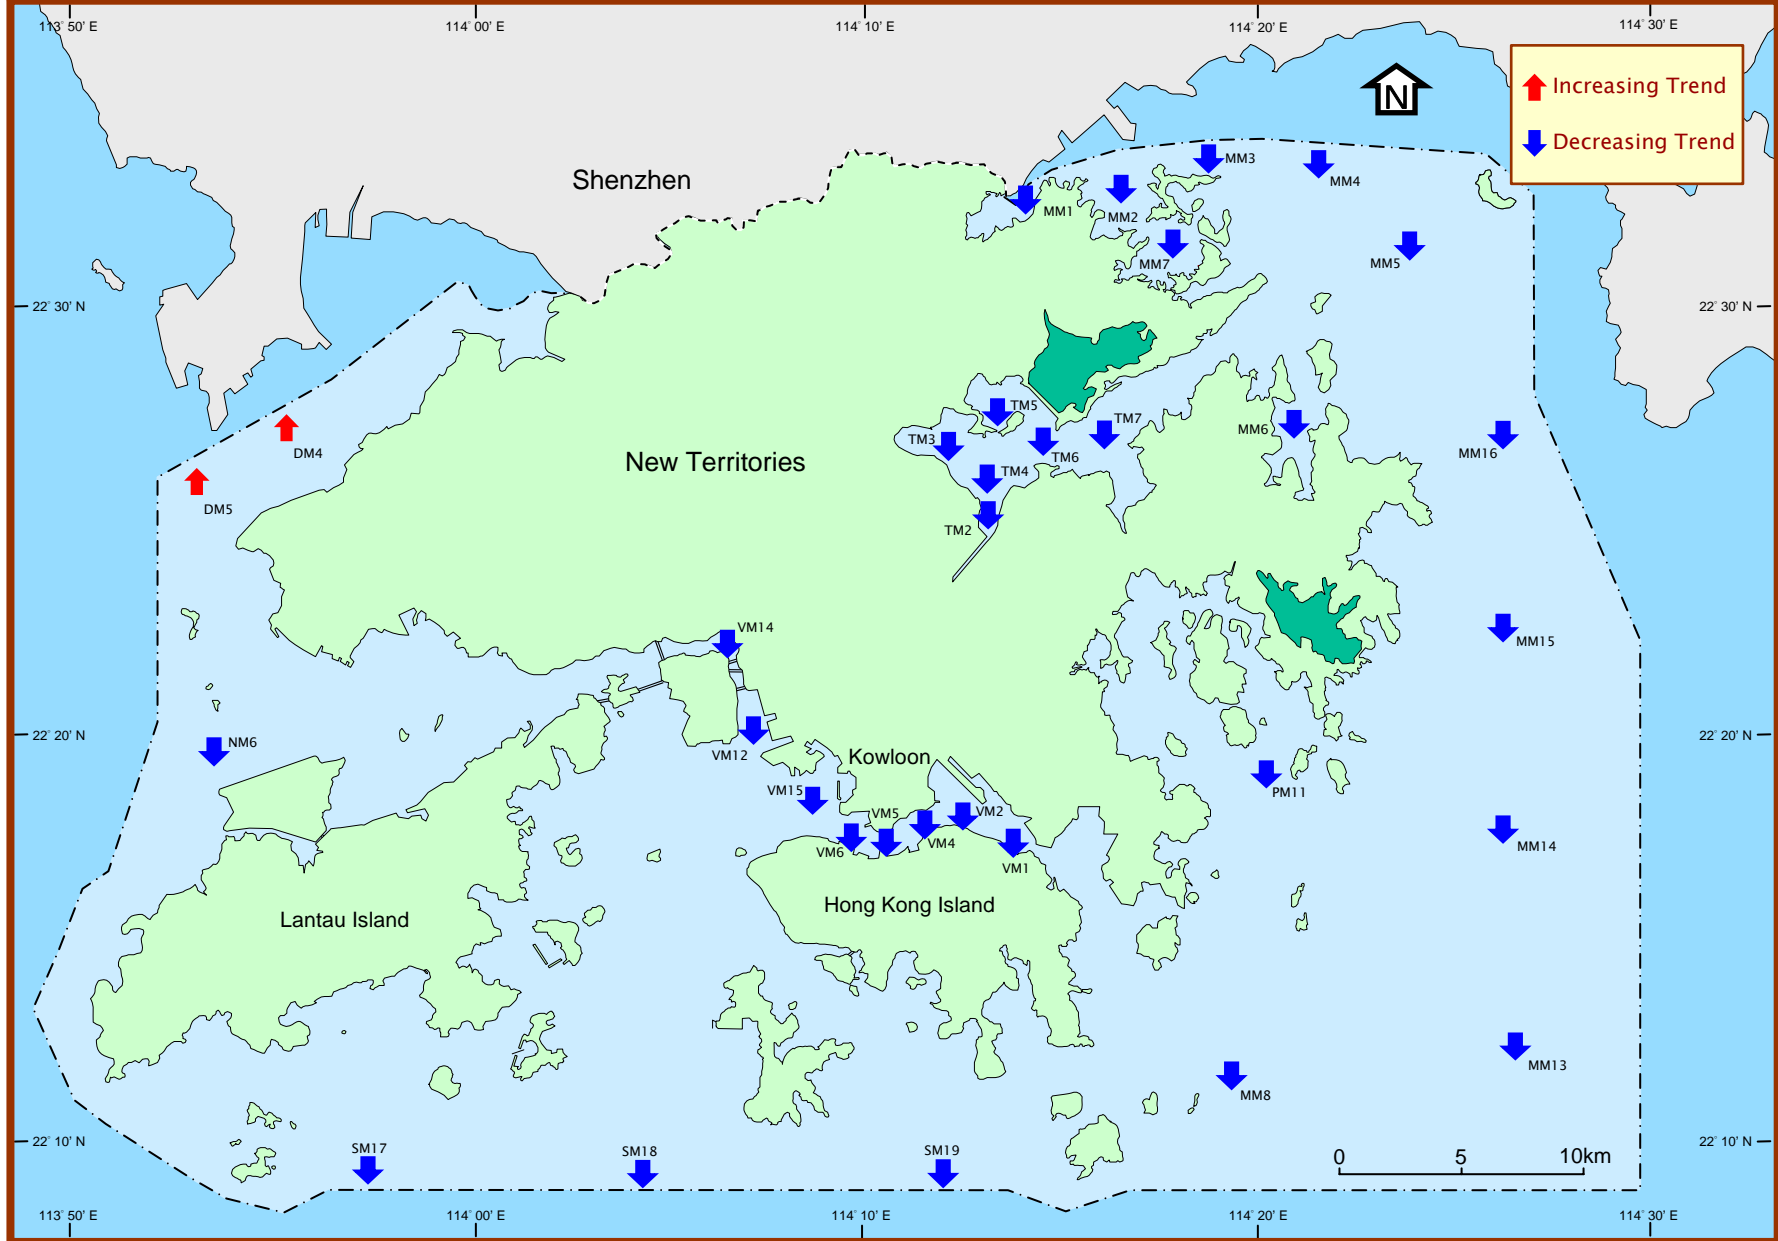 113° 50' E
114° 00' E
114° 10' E
114° 20' E
114° 30' E
N
Increasing Trend
Decreasing Trend
Shenzhen
MM3
MM4
MM1
MM2
MM7
MM5
22° 30' N
22° 30' N
TM5
TM7
DM4
TM3
TM6
MM6
MM16
New Territories
TM4
DM5
TM2
VM14
MM15
22° 20' N
NM6
VM12
Kowloon
22° 20' N
VM15
PM11
VM5
VM2
VM6
VM4
VM1
MM14
Lantau Island
Hong Kong Island
MM13
MM8
22° 10' N
22° 10' N
SM17
SM18
SM19
0 5 10km
113° 50' E
114° 00' E
114° 10' E
114° 20' E
114° 30' E